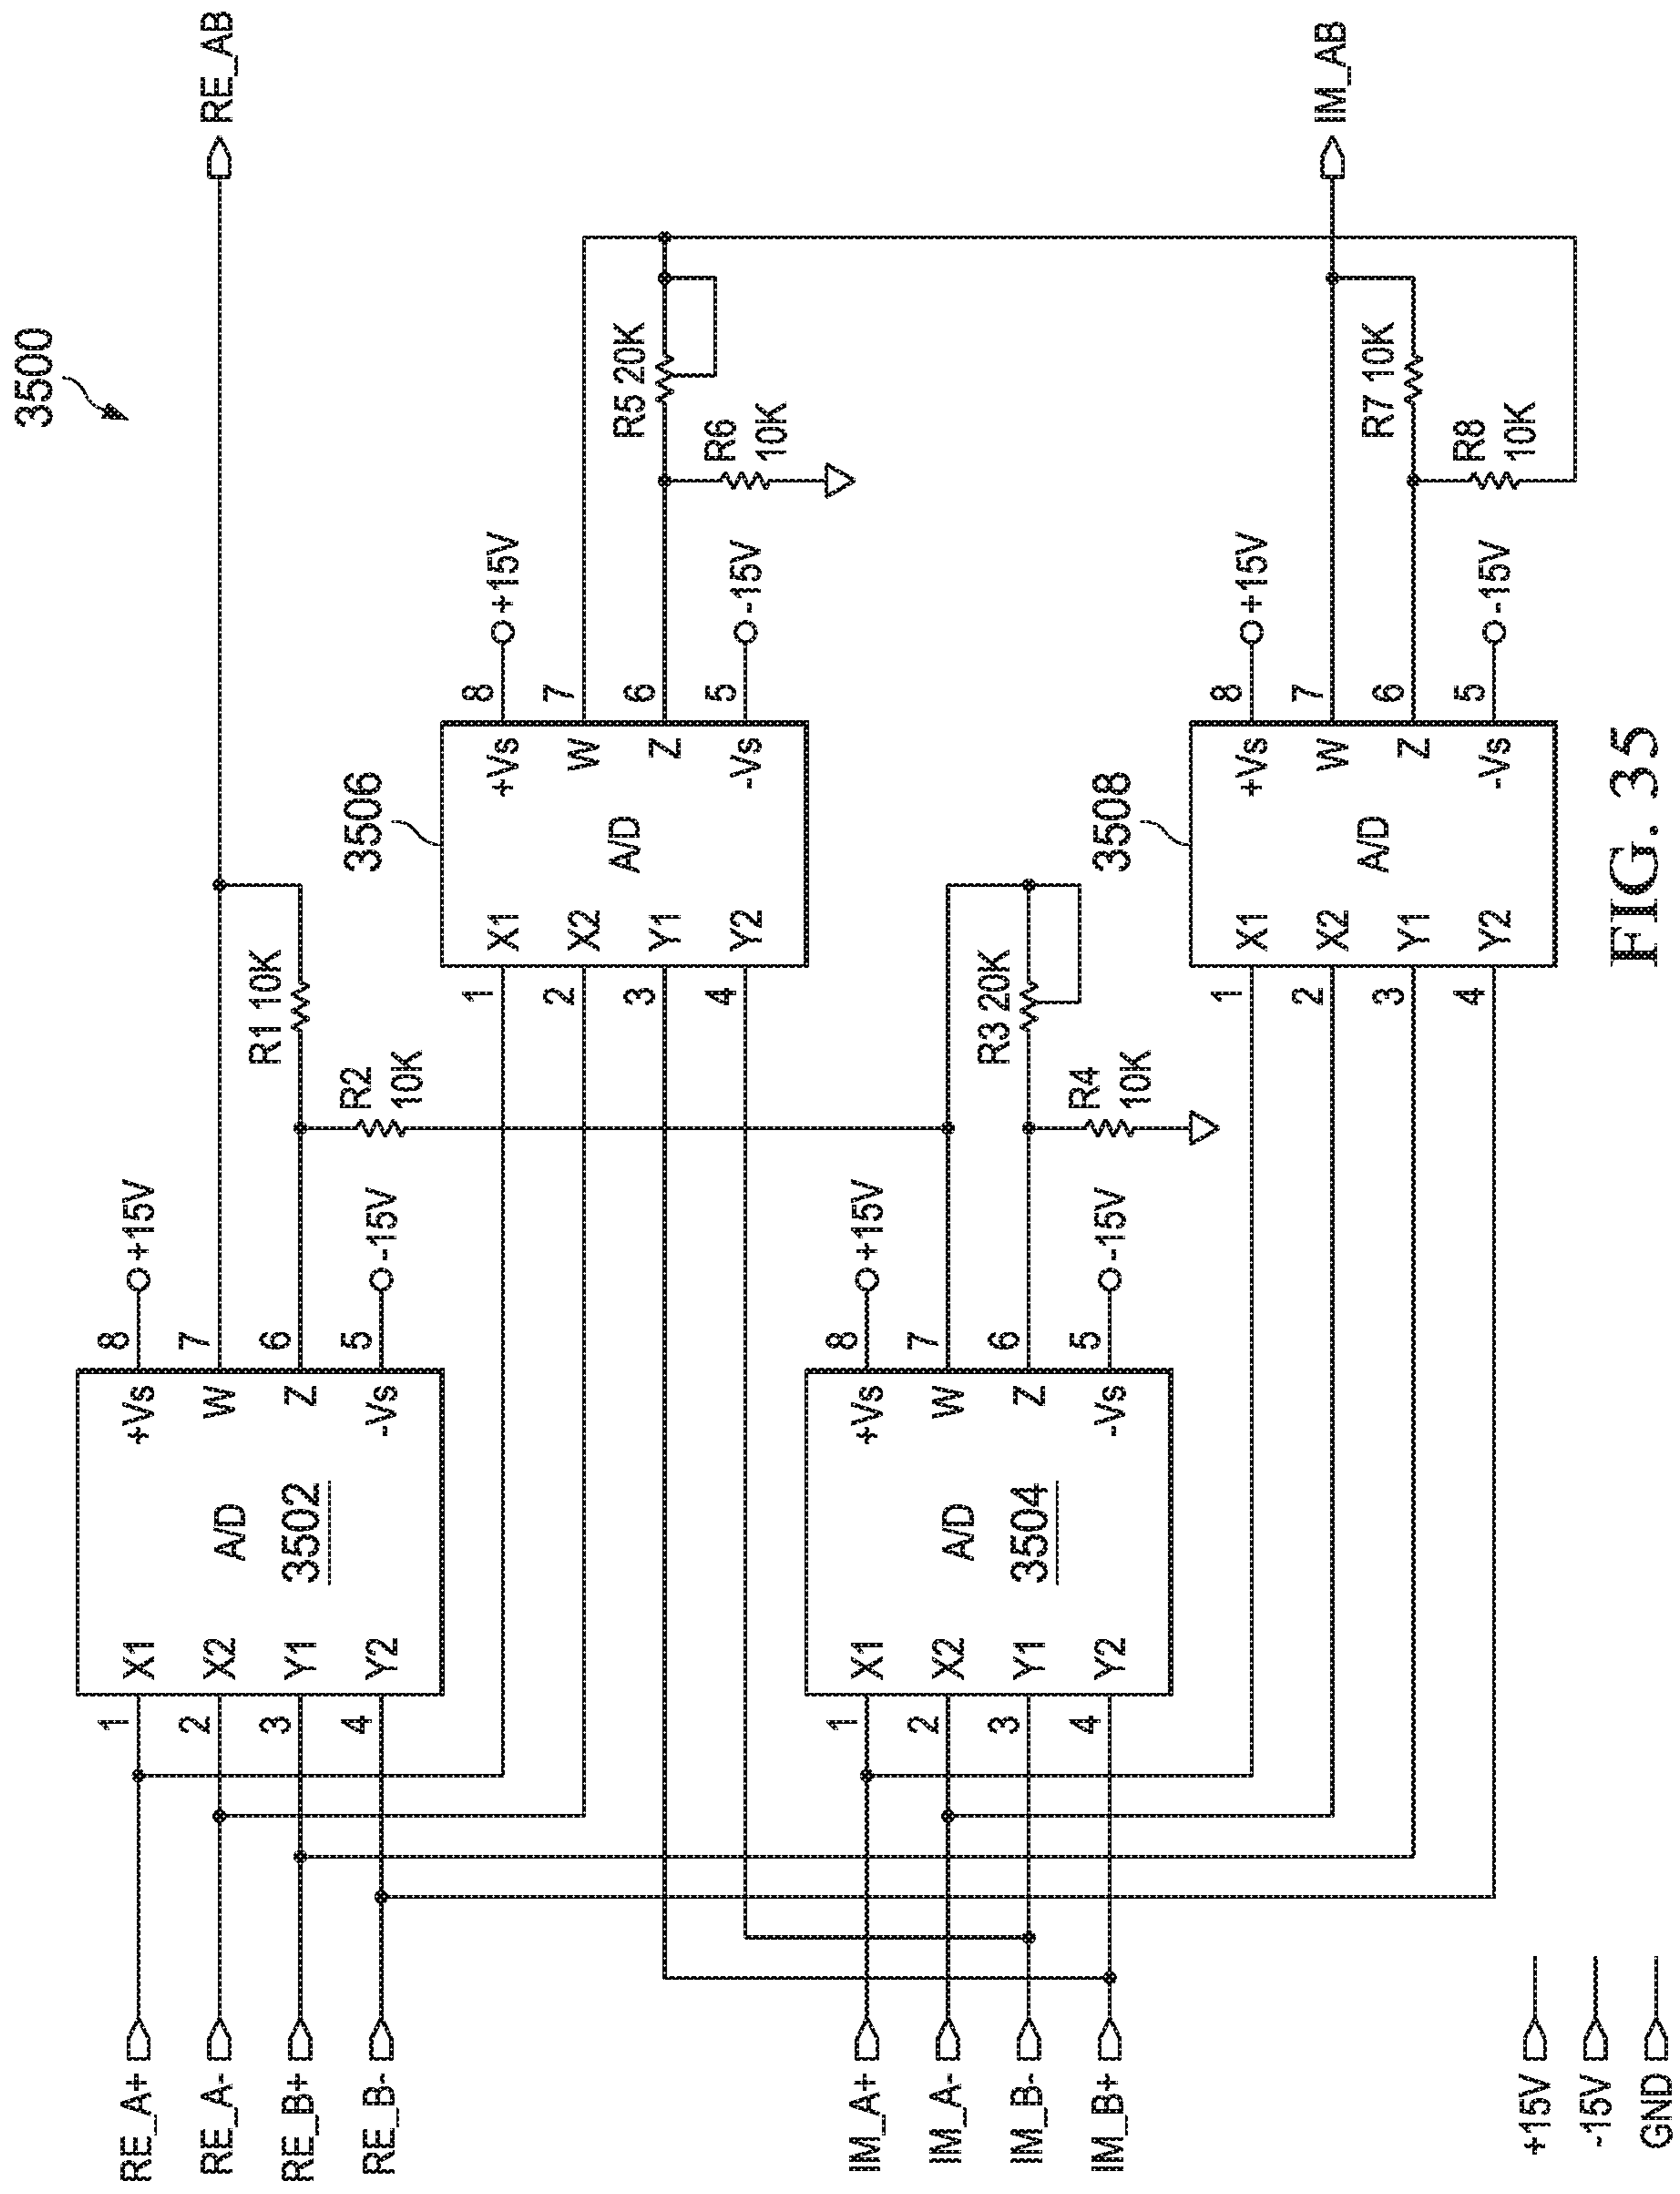 3500
RE_A+
RE_A-
RE_B+
RE_B-
1
2
3
4
X1
X2
Y1
Y2
A/D
3502
+Vs
W
Z
-Vs
8
7
6
5
+15V
-15V
R1 10K
R2
10K
RE_AB
3506
1
2
3
4
X1
X2
Y1
Y2
A/D
+Vs
W
Z
-Vs
8
7
6
5
+15V
-15V
R5 20K
R6
10K
IM_A+
IM_A-
IM_B-
IM_B+
1
2
3
4
X1
X2
Y1
Y2
A/D
3504
+Vs
W
Z
-Vs
8
7
6
5
+15V
-15V
R3 20K
R4
10K
3508
1
2
3
4
X1
X2
Y1
Y2
A/D
+Vs
W
Z
-Vs
8
7
6
5
+15V
-15V
R7 10K
R8
10K
IM_AB
+15V
-15V
GND
FIG. 35